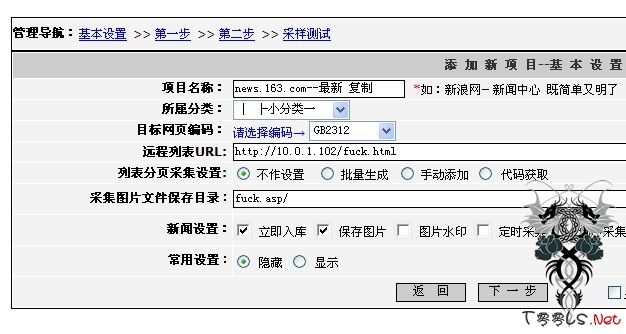 管理导航： 基本设置 >> 第一步 >> 第二步 >> 采样测试
添 加 新 项 目--基 本 设 置
项目名称： news.163.com--最新 复制 *如：新浪网-新闻中心 既简单又明了
所属分类： | ├小分类一
目标网页编码： 请选择编码→ GB2312
远程列表URL: http://10.0.1.102/fuck.html
列表分页采集设置： 不作设置 批量生成 手动添加 代码获取
采集图片文件保存目录： fuck.asp/
新闻设置： 立即入库 保存图片 图片水印 定时采 采集
常用设置： 隐藏 显示
返 回 下 一 步
T00LS.Net